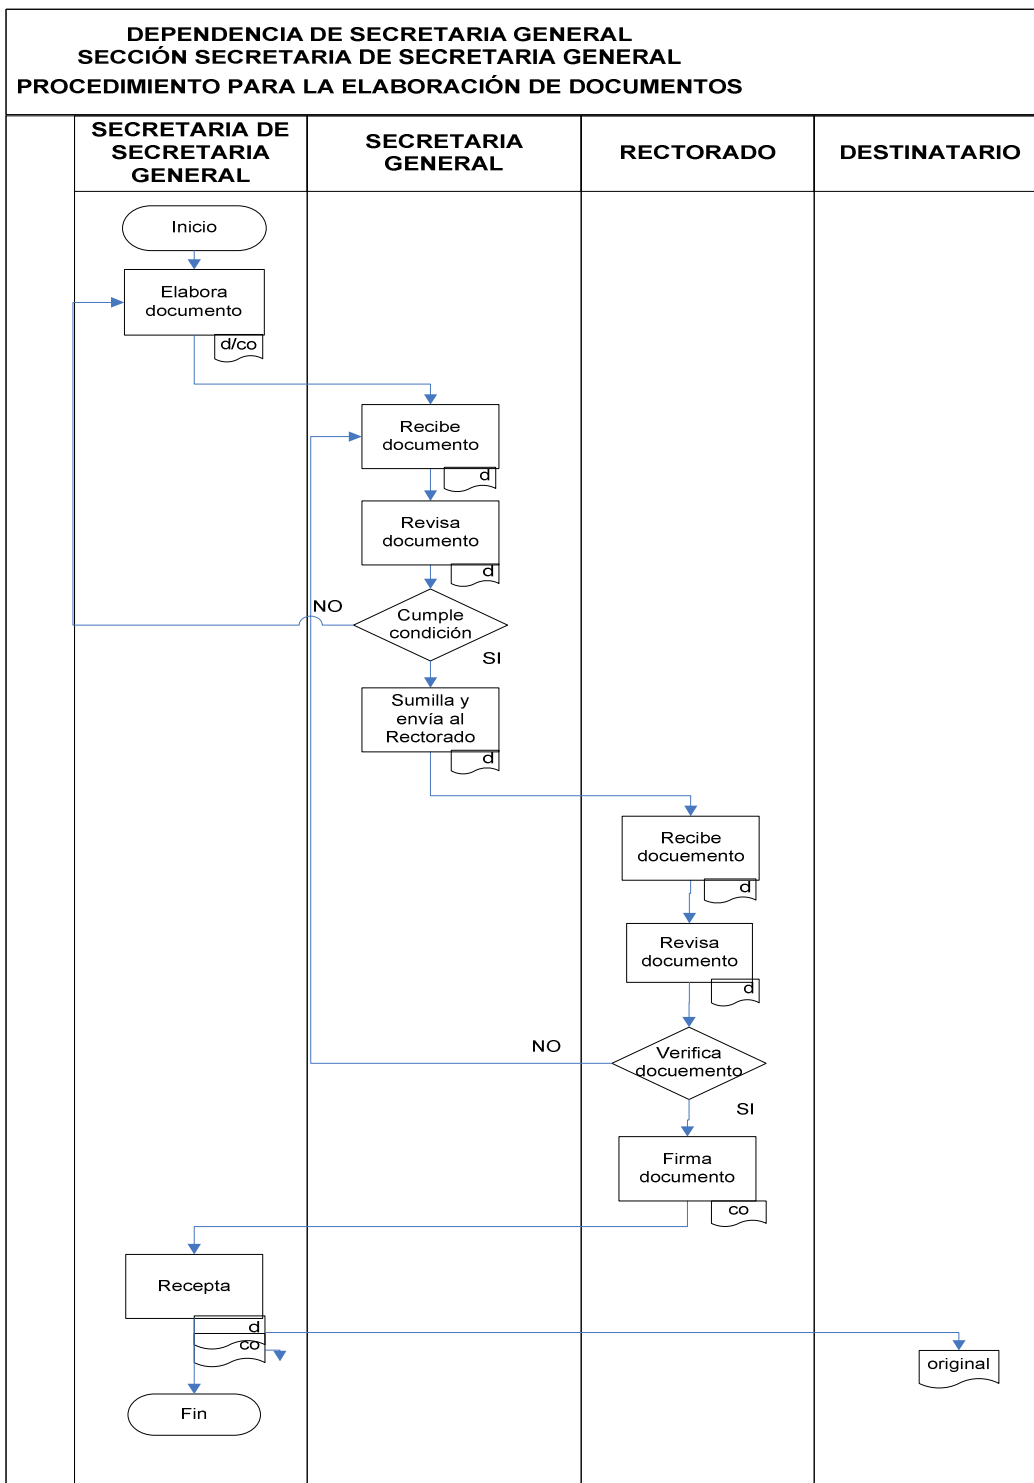 DEPENDENCIA DE SECRETARIA GENERAL
SECCIÓN SECRETARIA DE SECRETARIA GENERAL
PROCEDIMIENTO PARA LA ELABORACIÓN DE DOCUMENTOS
SECRETARIA DE
SECRETARIA
GENERAL
SECRETARIA
GENERAL
RECTORADO
DESTINATARIO
Inicio
Elabora
documento
d/co
Recibe
documento
d
Revisa
documento
d
NO
Cumple
condición
SI
Sumilla y
envía al
Rectorado
d
Recibe
docuemento
d
Revisa
documento
d
NO
Verifica
docuemento
SI
Firma
documento
co
Recepta
d
co
original
Fin